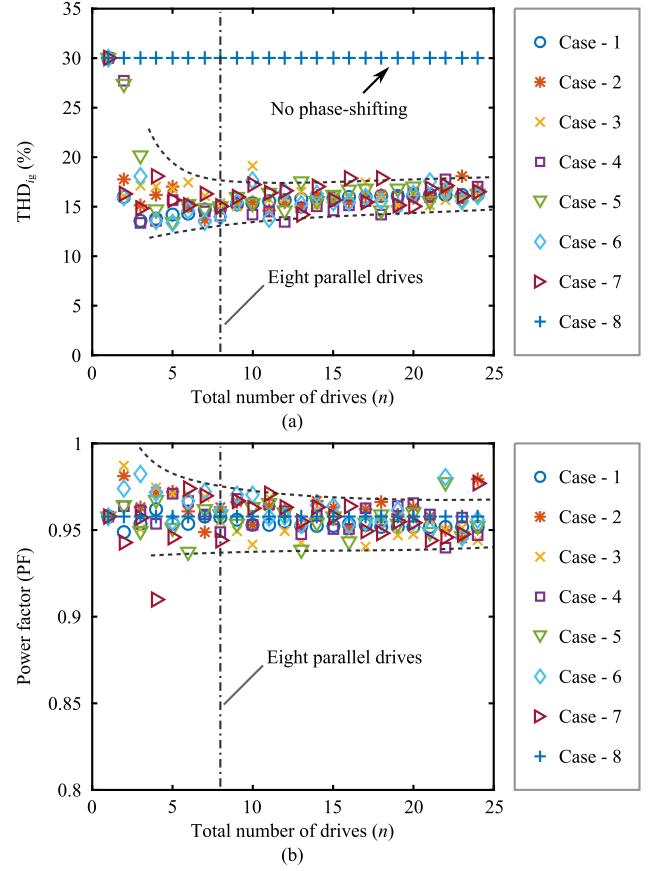 35
30
25
20
15
10
5
0
THD_ig (%)
No phase-shifting
Eight parallel drives
0 5 10 15 20 25
Total number of drives (n)
(a)
Case - 1
Case - 2
Case - 3
Case - 4
Case - 5
Case - 6
Case - 7
Case - 8
1
0.95
0.9
0.85
0.8
Power factor (PF)
Eight parallel drives
0 5 10 15 20 25
Total number of drives (n)
(b)
Case - 1
Case - 2
Case - 3
Case - 4
Case - 5
Case - 6
Case - 7
Case - 8